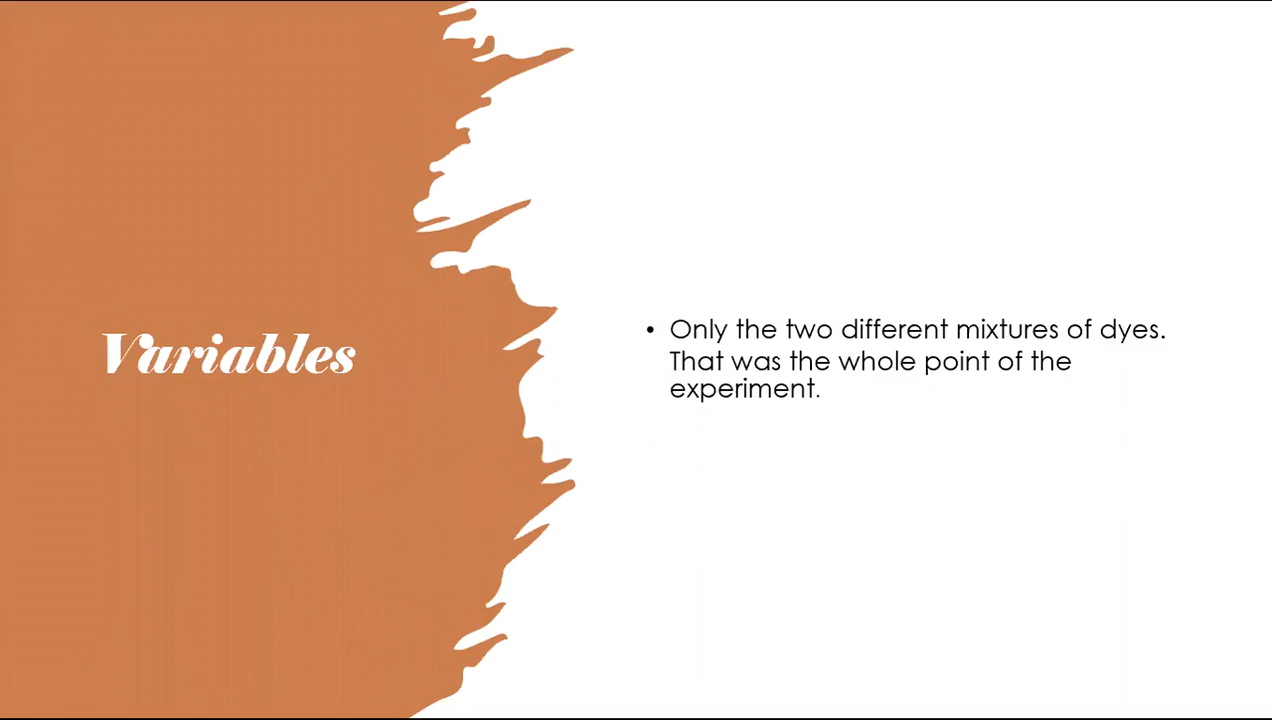 Variables
• Only the two different mixtures of dyes.
That was the whole point of the
experiment.